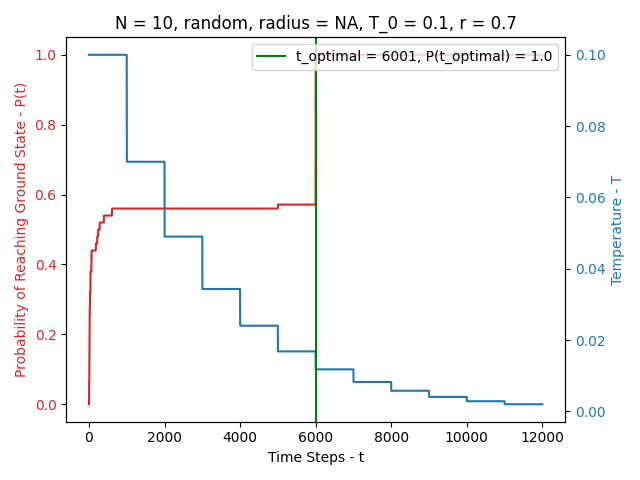 N = 10, random, radius = NA, T_0 = 0.1, r = 0.7
t_optimal = 6001, P(t_optimal) = 1.0
Probability of Reaching Ground State - P(t)
1.0
0.8
0.6
0.4
0.2
0.0
0.10
0.08
0.06
0.04
0.02
0.00
Temperature - T
0 2000 4000 6000 8000 10000 12000
Time Steps - t